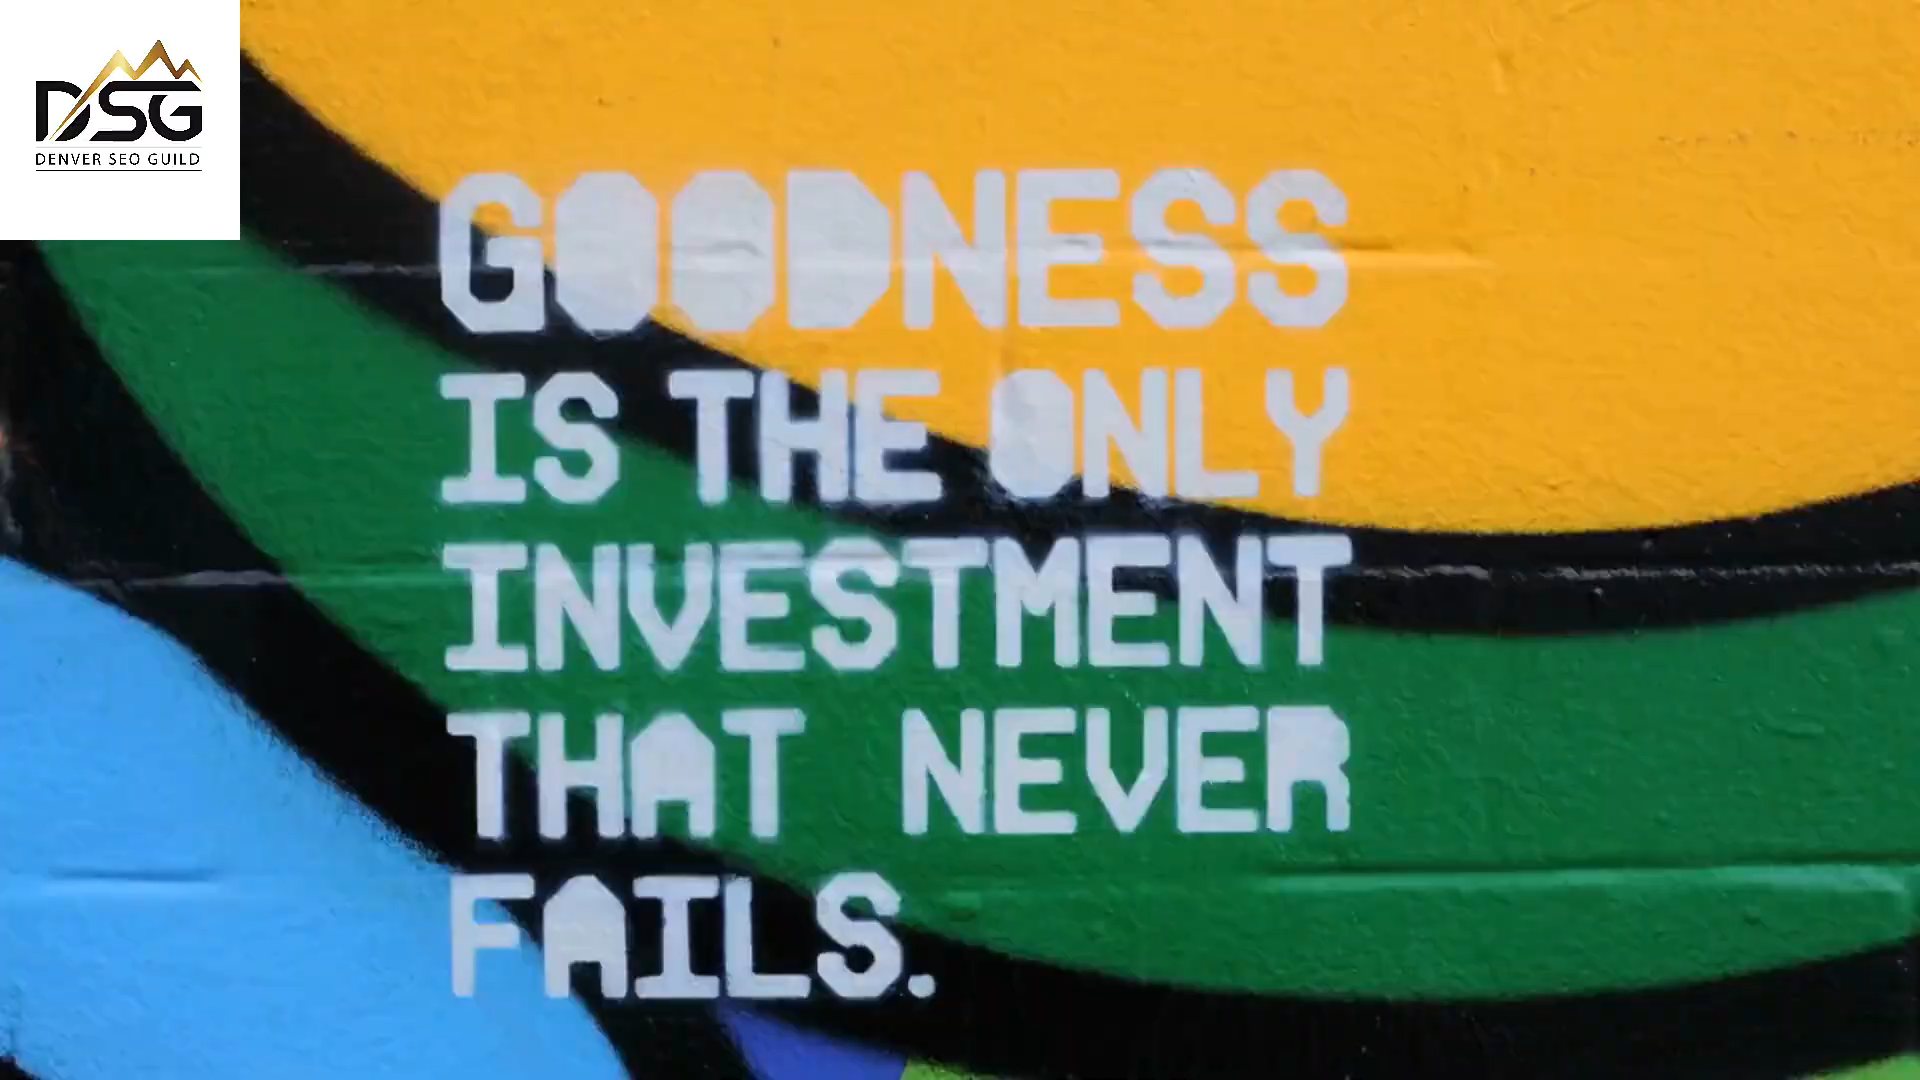 DSG
DENVER SEO GUILD
GOODNESS
IS THE ONLY
INVESTMENT
THAT NEVER
FAILS.